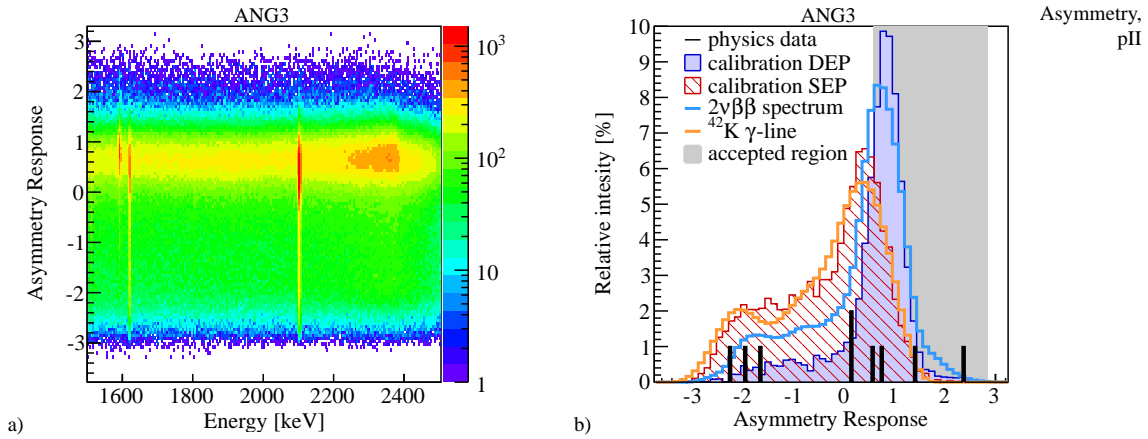 ANG3
Asymmetry Response
3
2
1
0
-1
-2
-3
1600 1800 2000 2200 2400
Energy [keV]
10³
10²
10
1
a)
ANG3
Relative intesity [%]
10
9
8
7
6
5
4
3
2
1
0
physics data
calibration DEP
calibration SEP
2νββ spectrum
⁴²K γ-line
accepted region
-3 -2 -1 0 1 2 3
Asymmetry Response
b)
Asymmetry,
pII